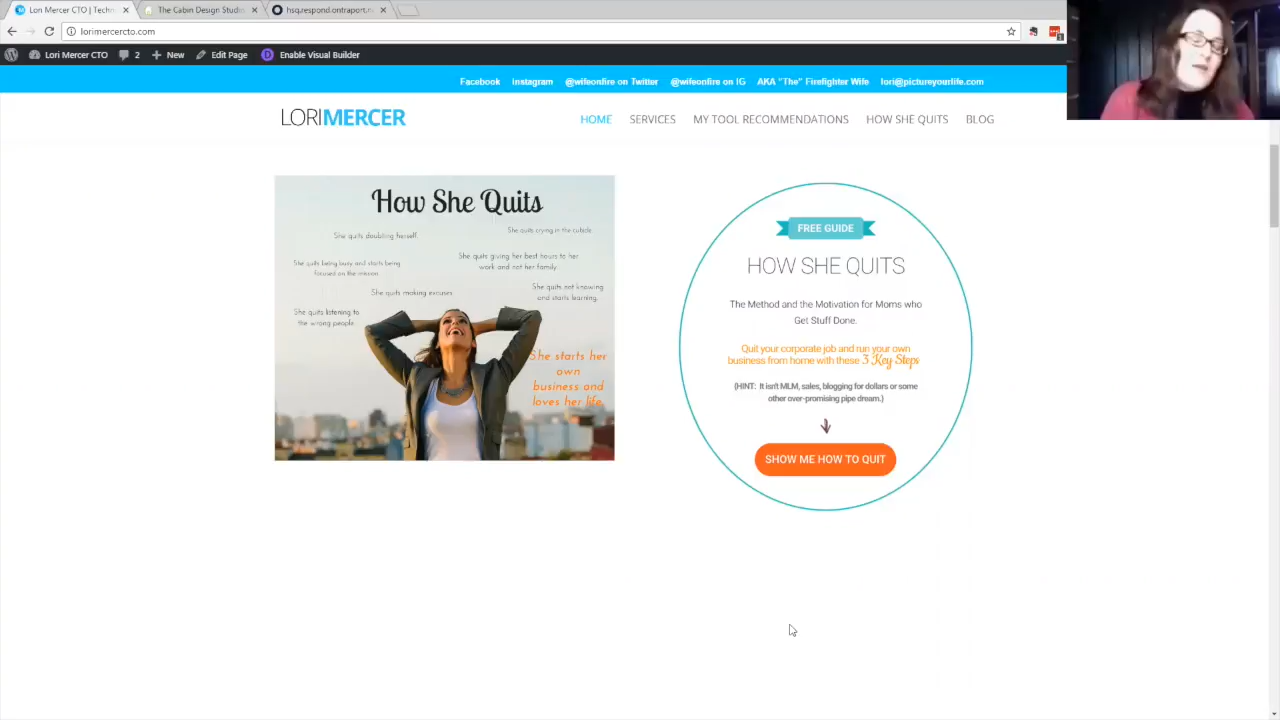 Lori Mercer CTO | Techn
The Cabin Design Studio
hsq.respond.ontraport.n
lorimercercto.com
Lori Mercer CTO
2
New
Edit Page
D
Enable Visual Builder
Facebook
Instagram
@wifeonfire on Twitter
@wifeonfire on IG
AKA "The" Firefighter Wife
lori@pictureyourlife.com
LORIMERCER
HOME
SERVICES
MY TOOL RECOMMENDATIONS
HOW SHE QUITS
BLOG
How She Quits
She quits doubting herself.
She quits crying in the cubicle.
She quits being busy and starts being
focused on the mission.
She quits giving her best hours to her
work and not her family.
She quits making excuses.
She quits not knowing
and starts learning.
She quits listening to
the wrong people.
She starts her
own
business and
loves her life.
FREE GUIDE
HOW SHE QUITS
The Method and the Motivation for Moms who
Get Stuff Done.
Quit your corporate job and run your own
business from home with these 3 Key Steps
(HINT: It isn't MLM, sales, blogging for dollars or some
other over-promising pipe dream.)
SHOW ME HOW TO QUIT